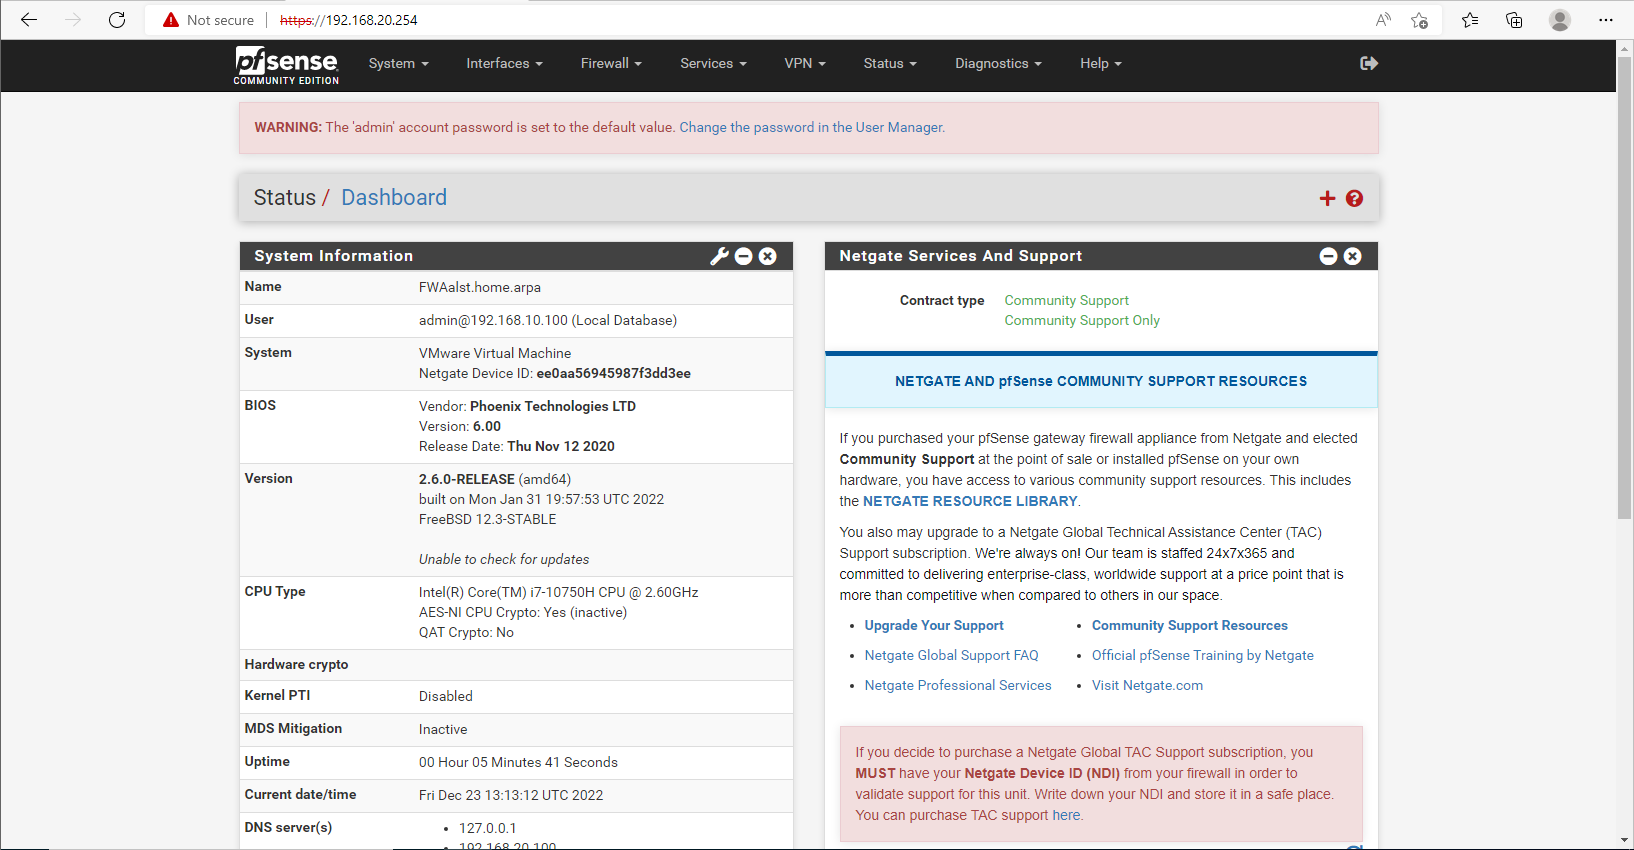 Not secure https://192.168.20.254
pfsense
COMMUNITY EDITION
System Interfaces Firewall Services VPN Status Diagnostics Help
WARNING: The 'admin' account password is set to the default value. Change the password in the User Manager.
Status / Dashboard
System Information
Name FWAalst.home.arpa
User admin@192.168.10.100 (Local Database)
System VMware Virtual Machine
Netgate Device ID: ee0aa56945987f3dd3ee
BIOS Vendor: Phoenix Technologies LTD
Version: 6.00
Release Date: Thu Nov 12 2020
Version 2.6.0-RELEASE (amd64)
built on Mon Jan 31 19:57:53 UTC 2022
FreeBSD 12.3-STABLE
Unable to check for updates
CPU Type Intel(R) Core(TM) i7-10750H CPU @ 2.60GHz
AES-NI CPU Crypto: Yes (inactive)
QAT Crypto: No
Hardware crypto
Kernel PTI Disabled
MDS Mitigation Inactive
Uptime 00 Hour 05 Minutes 41 Seconds
Current date/time Fri Dec 23 13:13:12 UTC 2022
DNS server(s) • 127.0.0.1
• 192.168.20.100
Netgate Services And Support
Contract type Community Support
Community Support Only
NETGATE AND pfSense COMMUNITY SUPPORT RESOURCES
If you purchased your pfSense gateway firewall appliance from Netgate and elected
Community Support at the point of sale or installed pfSense on your own
hardware, you have access to various community support resources. This includes
the NETGATE RESOURCE LIBRARY.
You also may upgrade to a Netgate Global Technical Assistance Center (TAC)
Support subscription. We're always on! Our team is staffed 24x7x365 and
committed to delivering enterprise-class, worldwide support at a price point that is
more than competitive when compared to others in our space.
• Upgrade Your Support • Community Support Resources
• Netgate Global Support FAQ • Official pfSense Training by Netgate
• Netgate Professional Services • Visit Netgate.com
If you decide to purchase a Netgate Global TAC Support subscription, you
MUST have your Netgate Device ID (NDI) from your firewall in order to
validate support for this unit. Write down your NDI and store it in a safe place.
You can purchase TAC support here.